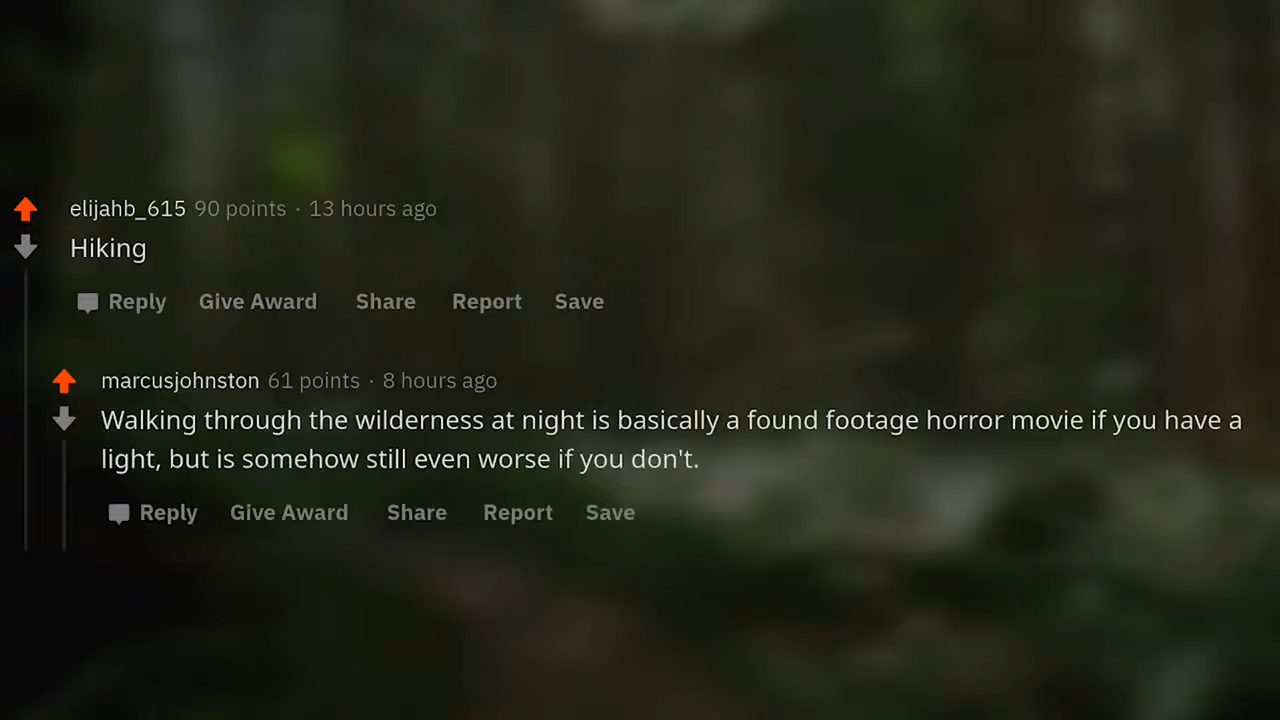 elijahb_615 90 points · 13 hours ago
Hiking
Reply Give Award Share Report Save
marcusjohnston 61 points · 8 hours ago
Walking through the wilderness at night is basically a found footage horror movie if you have a
light, but is somehow still even worse if you don't.
Reply Give Award Share Report Save